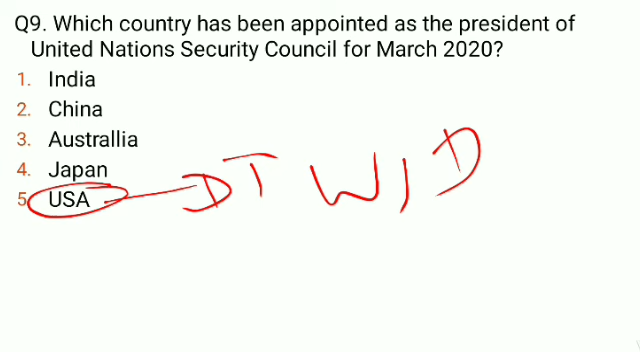 Q9. Which country has been appointed as the president of
United Nations Security Council for March 2020?
1. India
2. China
3. Australlia
4. Japan
5. USA DT W,D